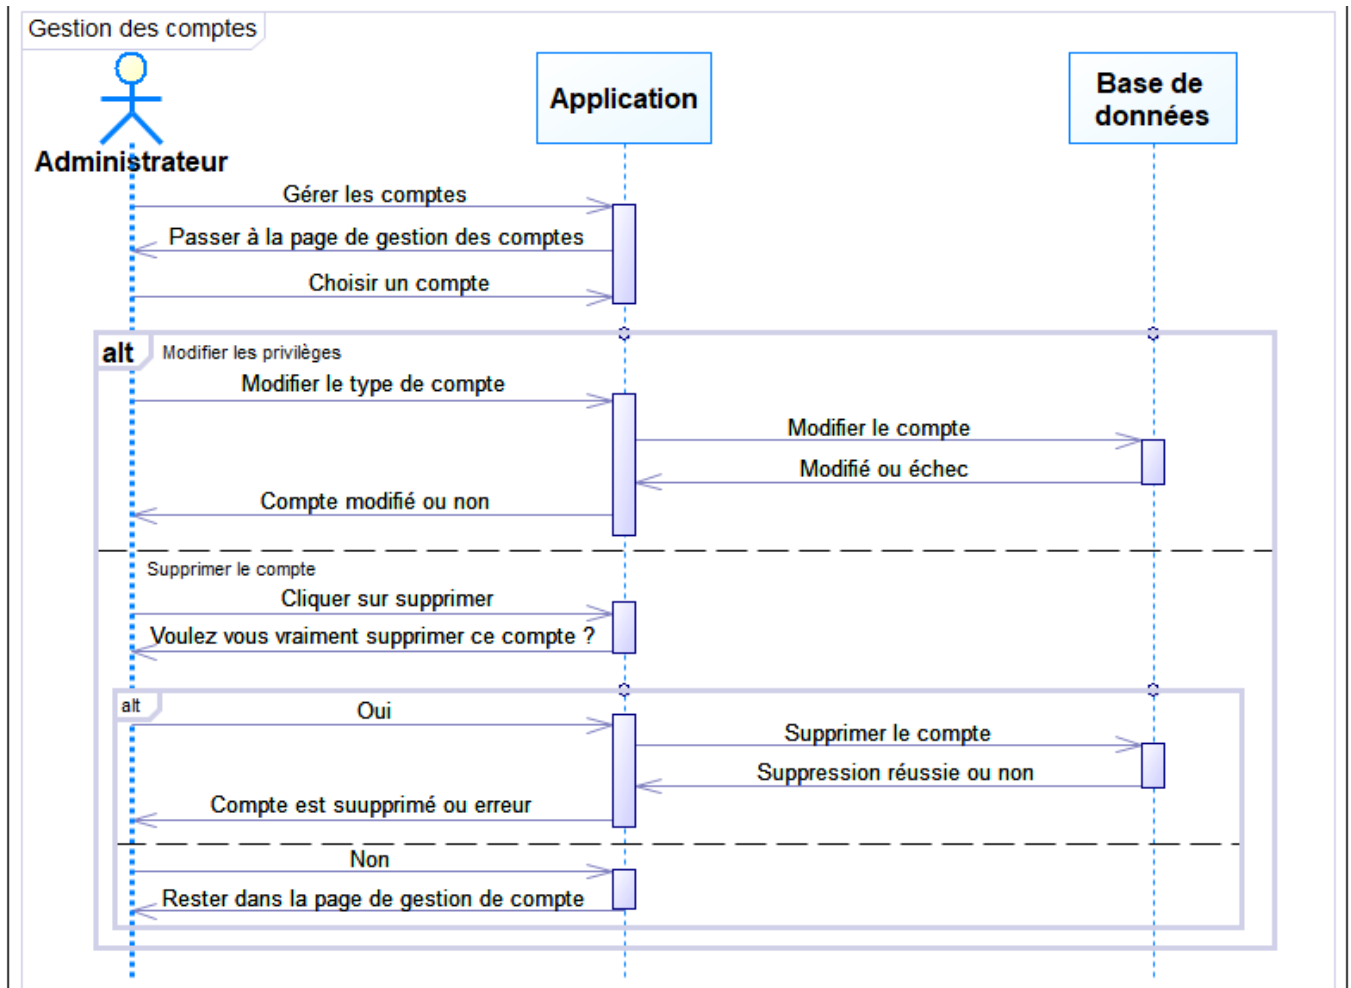 Gestion des comptes
Administrateur
Application
Base de
données
Gérer les comptes
Passer à la page de gestion des comptes
Choisir un compte
alt
Modifier les privilèges
Modifier le type de compte
Modifier le compte
Modifié ou échec
Compte modifié ou non
Supprimer le compte
Cliquer sur supprimer
Voulez vous vraiment supprimer ce compte ?
alt
Oui
Supprimer le compte
Suppression réussie ou non
Compte est suupprimé ou erreur
Non
Rester dans la page de gestion de compte